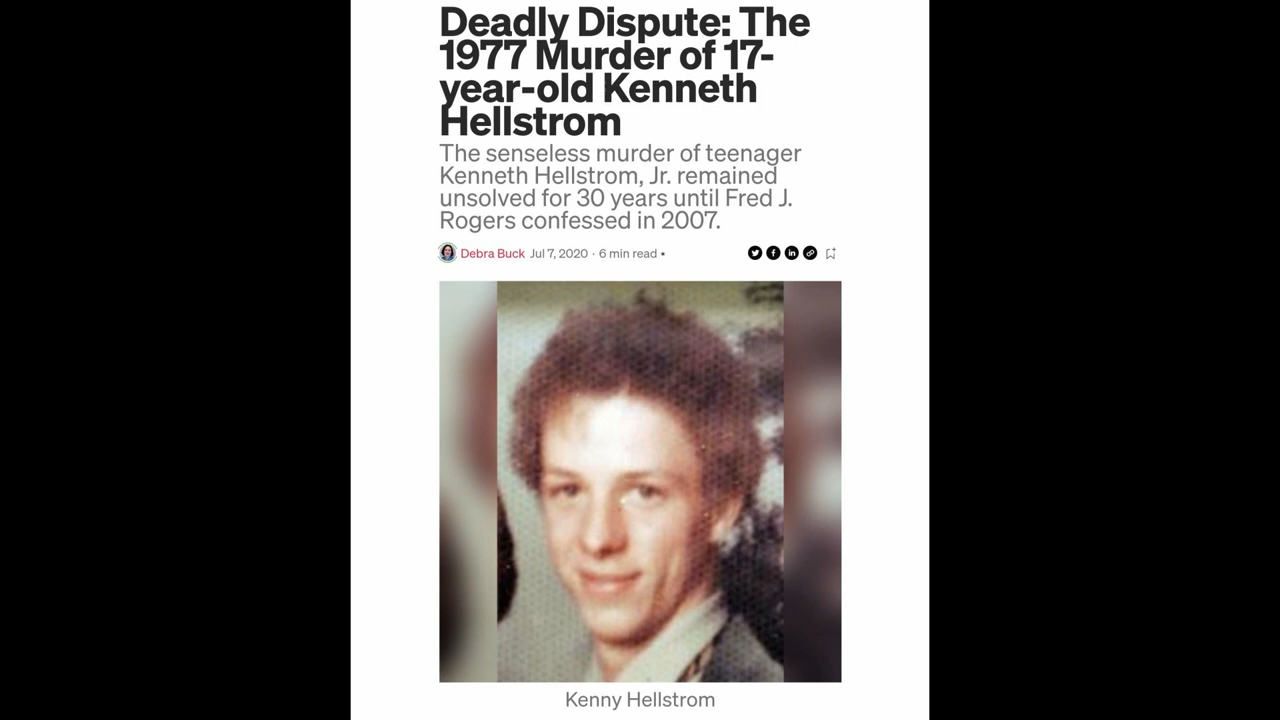 Deadly Dispute: The
1977 Murder of 17-
year-old Kenneth
Hellstrom
The senseless murder of teenager
Kenneth Hellstrom, Jr. remained
unsolved for 30 years until Fred J.
Rogers confessed in 2007.
Debra Buck Jul 7, 2020 · 6 min read •
Kenny Hellstrom